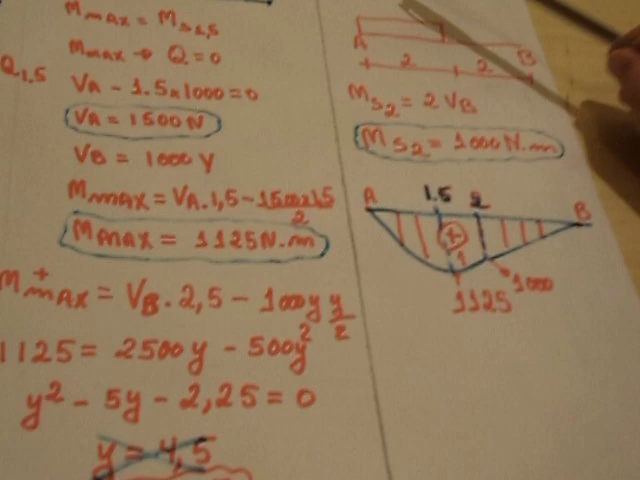 Mmax = Ms1,5
Mmax → Q = 0
Q1,5 VA - 1.5x1000 = 0
VA = 1500 N
VB = 1000 y
Mmax = VA.1,5 - 1500x1,5/2
Mmax = 1125 N.m
M+max = VB.2,5 - 1000y y/2
1125 = 2500y - 500y²
y² - 5y - 2,25 = 0
y = 4,5
A B
2 2
Ms2 = 2 VB
Ms2 = 1000 N.m
A 1.5 2 B
+
1000
1125